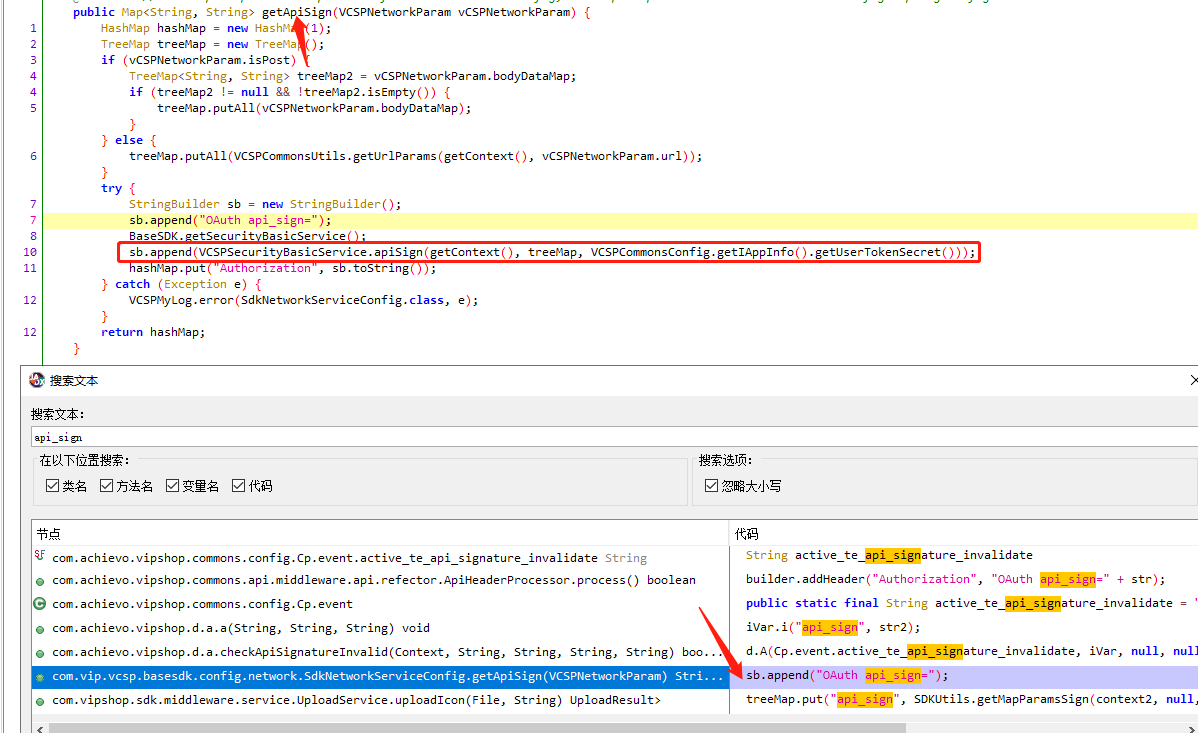 public Map<String, String> getApiSign(VCSPNetworkParam vCSPNetworkParam) {
1 HashMap hashMap = new HashMap(1);
2 TreeMap treeMap = new TreeMap();
3 if (vCSPNetworkParam.isPost) {
4 TreeMap<String, String> treeMap2 = vCSPNetworkParam.bodyDataMap;
4 if (treeMap2 != null && !treeMap2.isEmpty()) {
5 treeMap.putAll(vCSPNetworkParam.bodyDataMap);
}
} else {
6 treeMap.putAll(VCSPCommonsUtils.getUrlParams(getContext(), vCSPNetworkParam.url));
}
try {
7 StringBuilder sb = new StringBuilder();
7 sb.append("OAuth api_sign=");
8 BaseSDK.getSecurityBasicService();
10 sb.append(VCSPSecurityBasicService.apiSign(getContext(), treeMap, VCSPCommonsConfig.getIAppInfo().getUserTokenSecret()));
11 hashMap.put("Authorization", sb.toString());
} catch (Exception e) {
12 VCSPMyLog.error(SdkNetworkServiceConfig.class, e);
}
12 return hashMap;
}
搜索文本
搜索文本:
api_sign
在以下位置搜索: 搜索选项:
类名 方法名 变量名 代码 忽略大小写
节点 代码
com.achievo.vipshop.commons.config.Cp.event.active_te_api_signature_invalidate String String active_te_api_signature_invalidate
com.achievo.vipshop.commons.api.middleware.api.refector.ApiHeaderProcessor.process() boolean builder.addHeader("Authorization", "OAuth api_sign=" + str);
com.achievo.vipshop.commons.config.Cp.event public static final String active_te_api_signature_invalidate = "
com.achievo.vipshop.d.a.a(String, String, String) void iVar.i("api_sign", str2);
com.achievo.vipshop.d.a.checkApiSignatureInvalid(Context, String, String, String, String) boo... d.A(Cp.event.active_te_api_signature_invalidate, iVar, null, null
com.vip.vcsp.basesdk.config.network.SdkNetworkServiceConfig.getApiSign(VCSPNetworkParam) Stri... sb.append("OAuth api_sign=");
com.vipshop.sdk.middleware.service.UploadService.uploadIcon(File, String) UploadResult> treeMap.put("api_sign", SDKUtils.getMapParamsSign(context2, null,